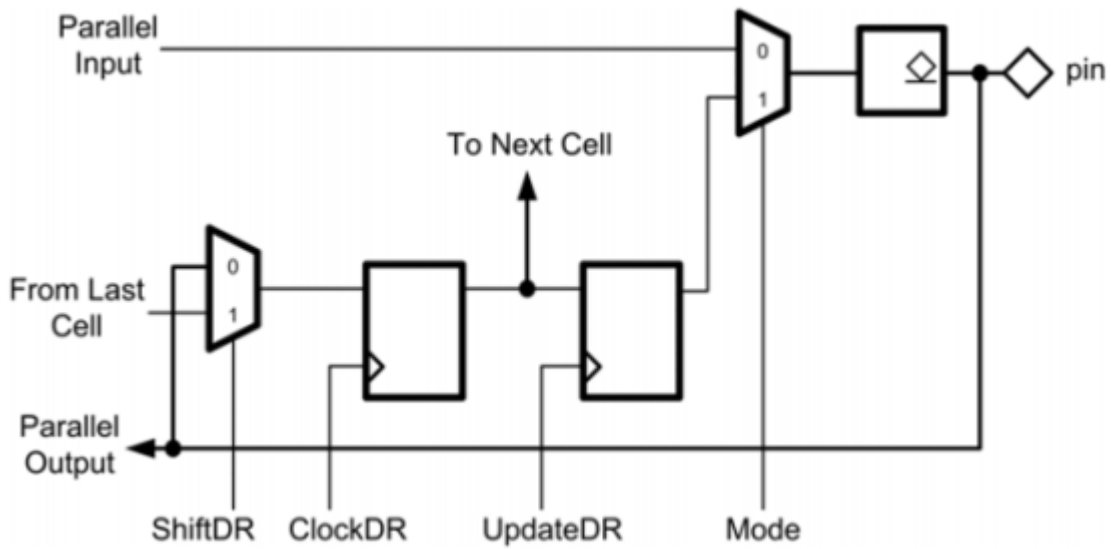 Parallel
Input
0
1
pin
To Next Cell
0
From Last
Cell
1
Parallel
Output
ShiftDR
ClockDR
UpdateDR
Mode